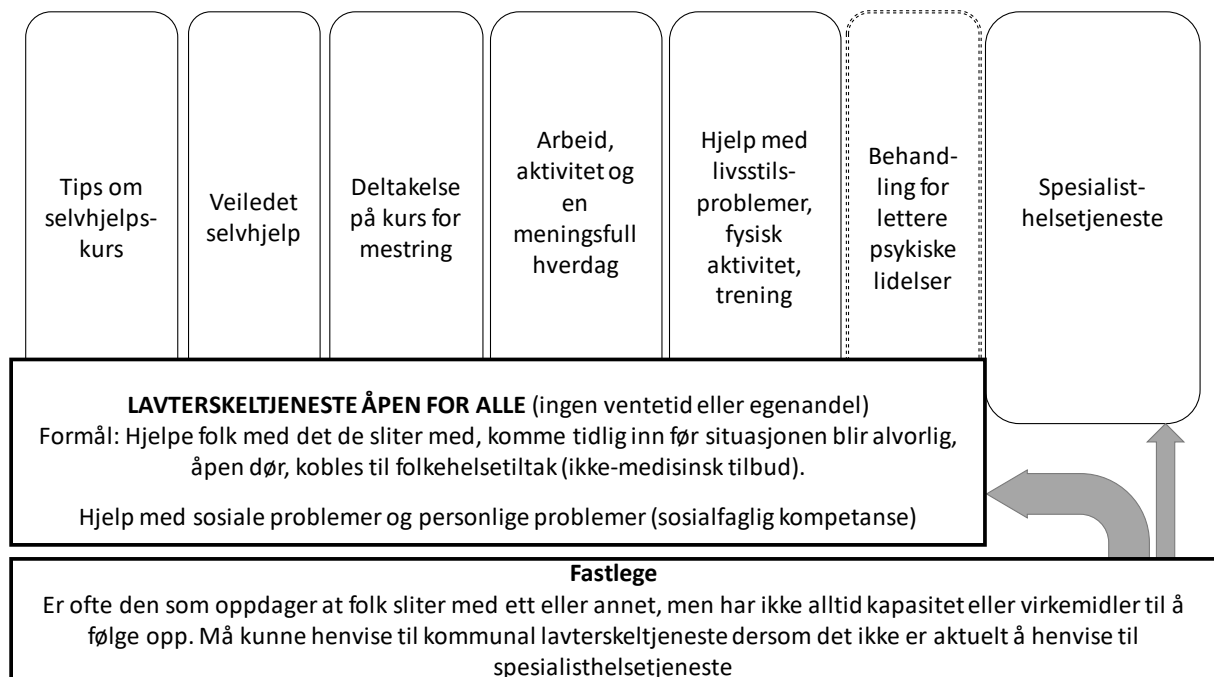 Tips om
selvhjelps-
kurs
Veiledet
selvhjelp
Deltakelse
på kurs for
mestring
Arbeid,
aktivitet og
en
meningsfull
hverdag
Hjelp med
livsstils-
problemer,
fysisk
aktivitet,
trening
Behand-
ling for
lettere
psykiske
lidelser
Spesialist-
helsetjeneste
LAVTERSKELTJENESTE ÅPEN FOR ALLE (ingen ventetid eller egenandel)
Formål: Hjelpe folk med det de sliter med, komme tidlig inn før situasjonen blir alvorlig,
åpen dør, kobles til folkehelsetiltak (ikke-medisinsk tilbud).
Hjelp med sosiale problemer og personlige problemer (sosialfaglig kompetanse)
Fastlege
Er ofte den som oppdager at folk sliter med ett eller annet, men har ikke alltid kapasitet eller virkemidler til å
følge opp. Må kunne henvise til kommunal lavterskeltjeneste dersom det ikke er aktuelt å henvise til
spesialisthelsetjeneste